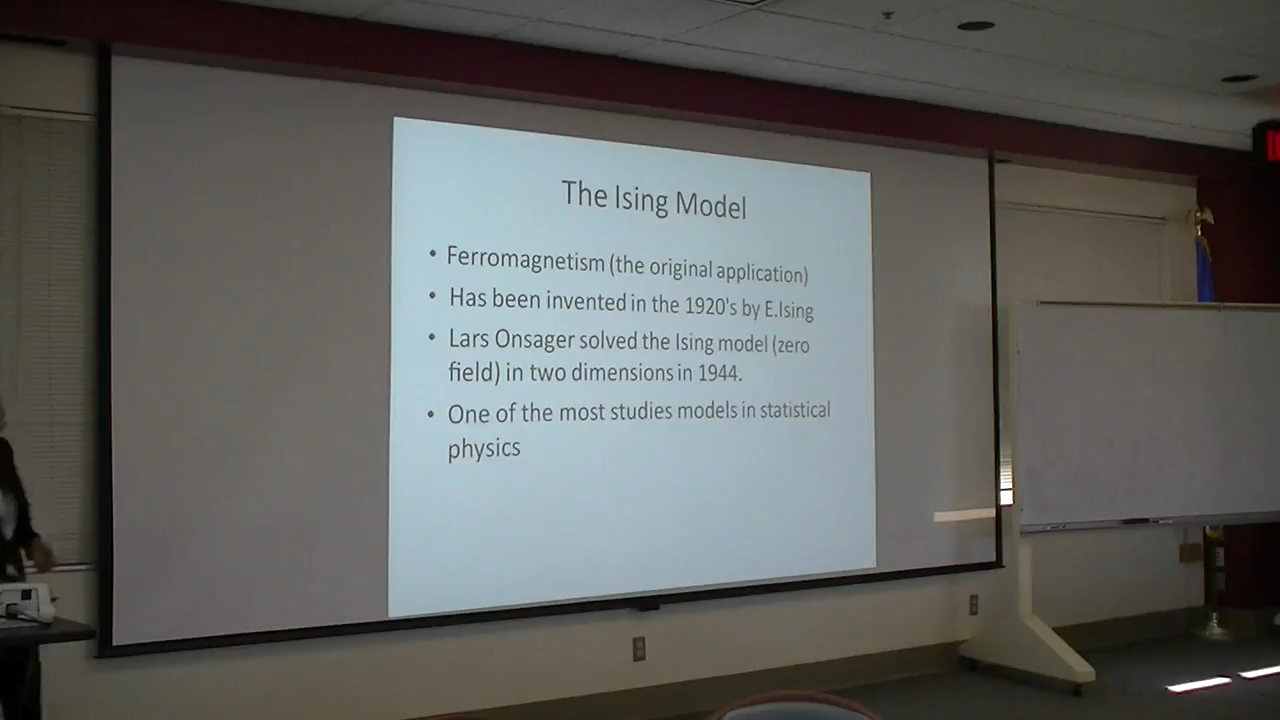 The Ising Model
• Ferromagnetism (the original application)
• Has been invented in the 1920's by E.Ising
• Lars Onsager solved the Ising model (zero
field) in two dimensions in 1944.
• One of the most studies models in statistical
physics